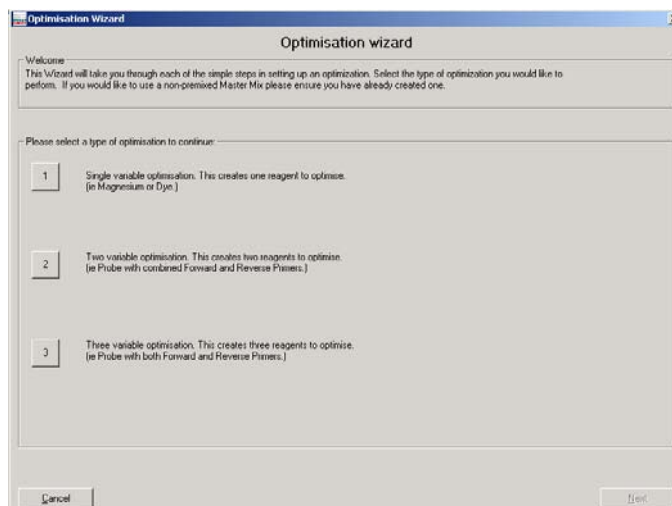 Optimisation Wizard
Optimisation wizard
Welcome
This Wizard will take you through each of the simple steps in setting up an optimization. Select the type of optimization you would like to
perform. If you would like to use a non-premixed Master Mix please ensure you have already created one.
Please select a type of optimisation to continue:
1
Single variable optimisation. This creates one reagent to optimise.
(ie Magnesium or Dye.)
2
Two variable optimisation. This creates two reagents to optimise.
(ie Probe with combined Forward and Reverse Primers.)
3
Three variable optimisation. This creates three reagents to optimise.
(ie Probe with both Forward and Reverse Primers.)
Cancel
Next